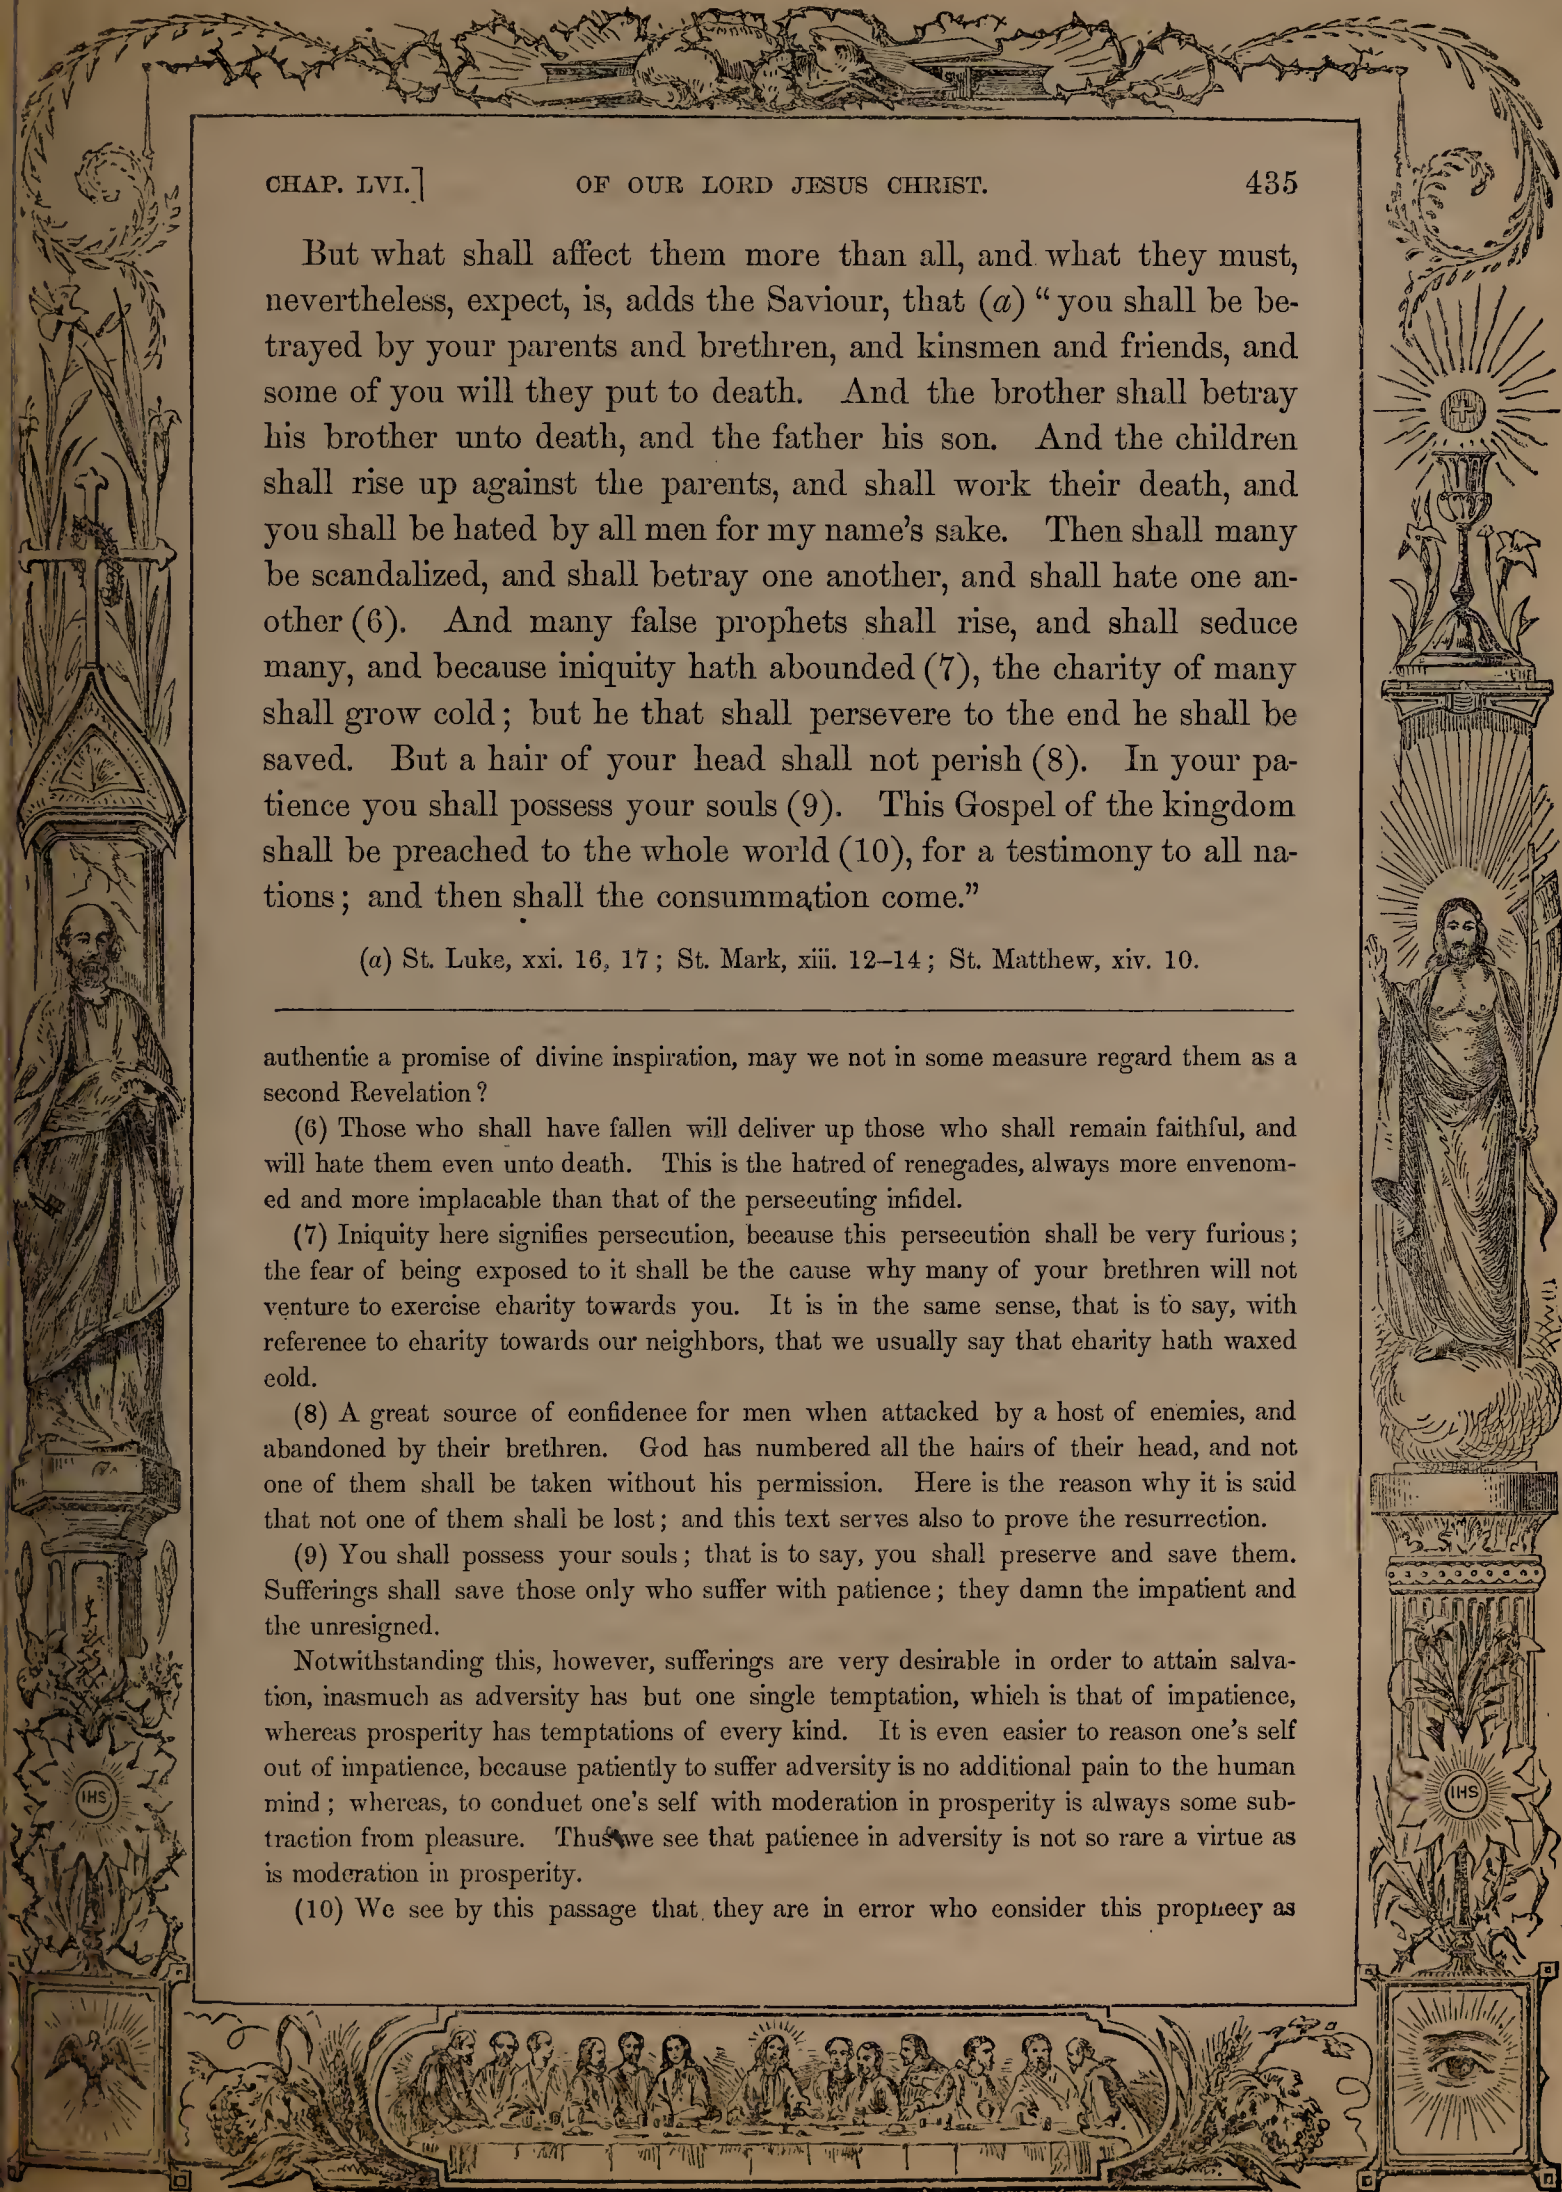 CHAP. LVI.] OF OUR LORD JESUS CHRIST. 435
But what shall affect them more than all, and what they must,
nevertheless, expect, is, adds the Saviour, that (a) “you shall be be-
trayed by your parents and brethren, and kinsmen and friends, and
some of you will they put to death. And the brother shall betray
his brother unto death, and the father his son. And the children
shall rise up against the parents, and shall work their death, and
you shall be hated by all men for my name’s sake. Then shall many
be scandalized, and shall betray one another, and shall hate one an-
other (6). And many false prophets shall rise, and shall seduce
many, and because iniquity hath abounded (7), the charity of many
shall grow cold; but he that shall persevere to the end he shall be
saved. But a hair of your head shall not perish (8). In your pa-
tience you shall possess your souls (9). This Gospel of the kingdom
shall be preached to the whole world (10), for a testimony to all na-
tions; and then shall the consummation come.”
(a) St. Luke, xxi. 16, 17; St. Mark, xiii. 12–14; St. Matthew, xiv. 10.
authentic a promise of divine inspiration, may we not in some measure regard them as a
second Revelation?
(6) Those who shall have fallen will deliver up those who shall remain faithful, and
will hate them even unto death. This is the hatred of renegades, always more envenom-
ed and more implacable than that of the persecuting infidel.
(7) Iniquity here signifies persecution, because this persecution shall be very furious;
the fear of being exposed to it shall be the cause why many of your brethren will not
venture to exercise charity towards you. It is in the same sense, that is to say, with
reference to charity towards our neighbors, that we usually say that charity hath waxed
cold.
(8) A great source of confidence for men when attacked by a host of enemies, and
abandoned by their brethren. God has numbered all the hairs of their head, and not
one of them shall be taken without his permission. Here is the reason why it is said
that not one of them shall be lost; and this text serves also to prove the resurrection.
(9) You shall possess your souls; that is to say, you shall preserve and save them.
Sufferings shall save those only who suffer with patience; they damn the impatient and
the unresigned.
Notwithstanding this, however, sufferings are very desirable in order to attain salva-
tion, inasmuch as adversity has but one single temptation, which is that of impatience,
whereas prosperity has temptations of every kind. It is even easier to reason one’s self
out of impatience, because patiently to suffer adversity is no additional pain to the human
mind; whereas, to conduct one’s self with moderation in prosperity is always some sub-
traction from pleasure. Thus we see that patience in adversity is not so rare a virtue as
is moderation in prosperity.
(10) We see by this passage that they are in error who consider this prophecy as
IHS
IHS